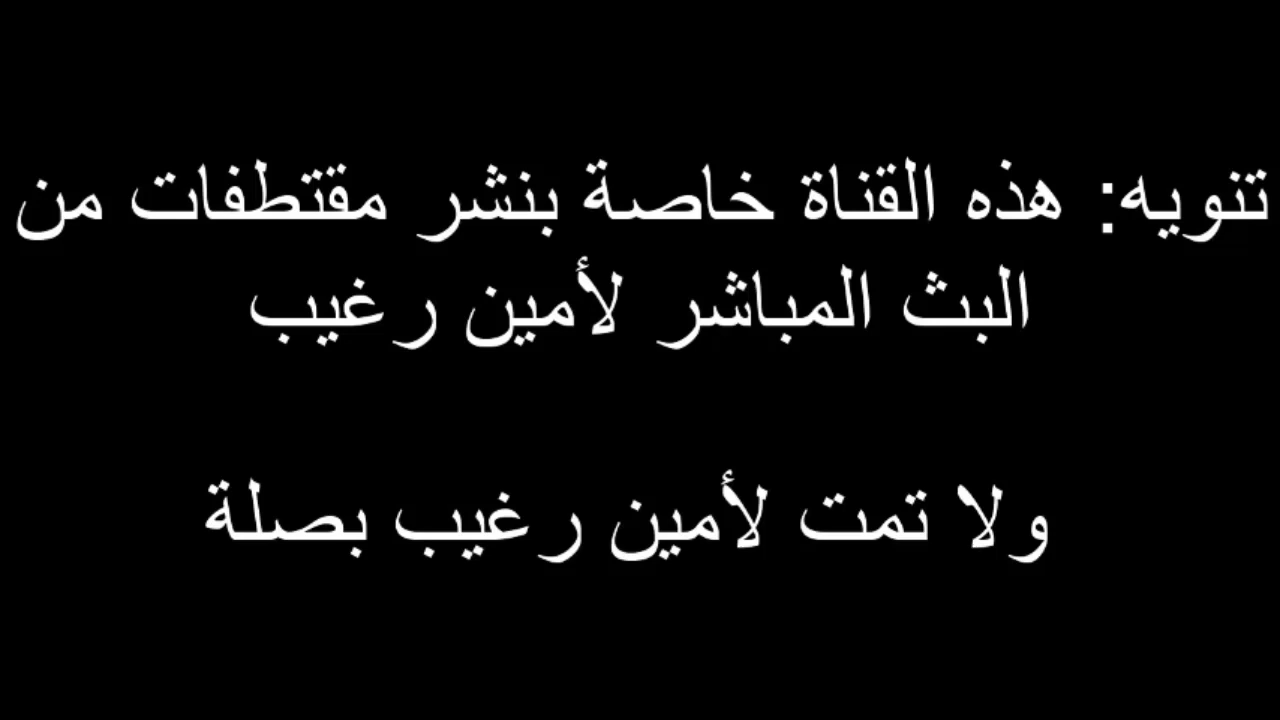 تنويه: هذه القناة خاصة بنشر مقتطفات من
البث المباشر لأمين رغيب
ولا تمت لأمين رغيب بصلة